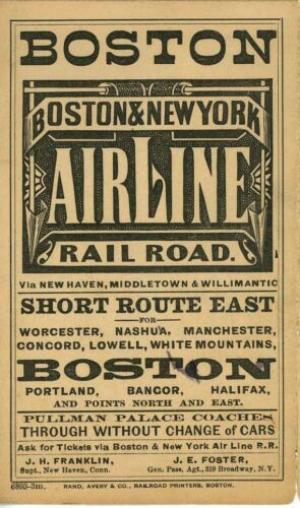 BOSTON
BOSTON & NEW YORK
AIR LINE
RAIL ROAD.
Via NEW HAVEN, MIDDLETOWN & WILLIMANTIC
SHORT ROUTE EAST
FOR
WORCESTER, NASHUA, MANCHESTER,
CONCORD, LOWELL, WHITE MOUNTAINS,
BOSTON
PORTLAND, BANGOR, HALIFAX,
AND POINTS NORTH AND EAST.
PULLMAN PALACE COACHES
THROUGH WITHOUT CHANGE of CARS
Ask for Tickets via Boston & New York Air Line R.R.
J. H. FRANKLIN, J. E. FOSTER,
Supt., New Haven, Conn. Gen. Pass. Agt., 319 Broadway, N.Y.
RAND, AVERY & CO., RAILROAD PRINTERS, BOSTON.